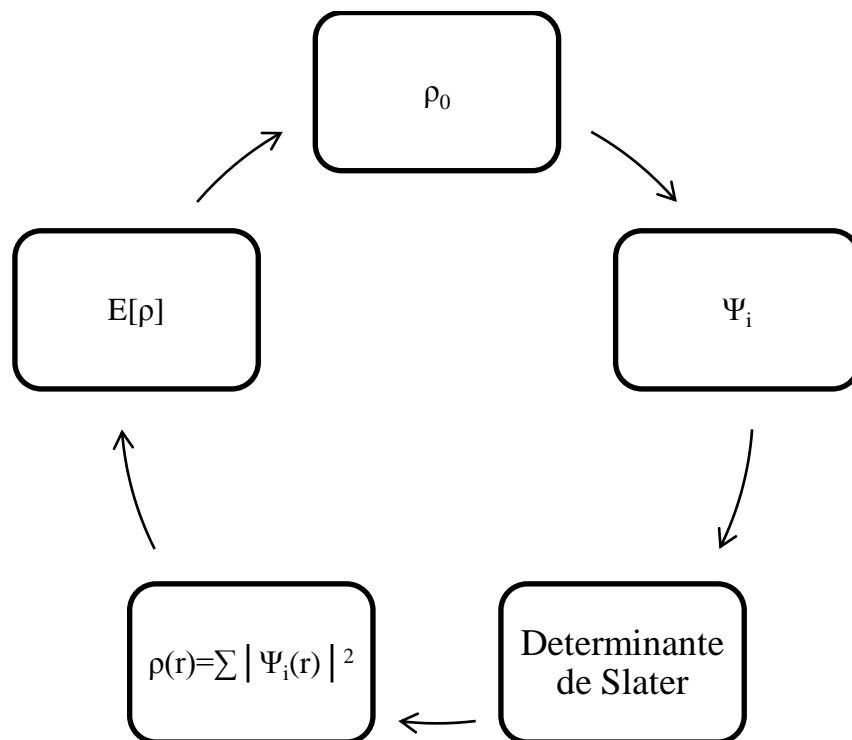 ρ₀
Ψᵢ
Determinante
de Slater
ρ(r)=∑│Ψᵢ(r)│²
E[ρ]